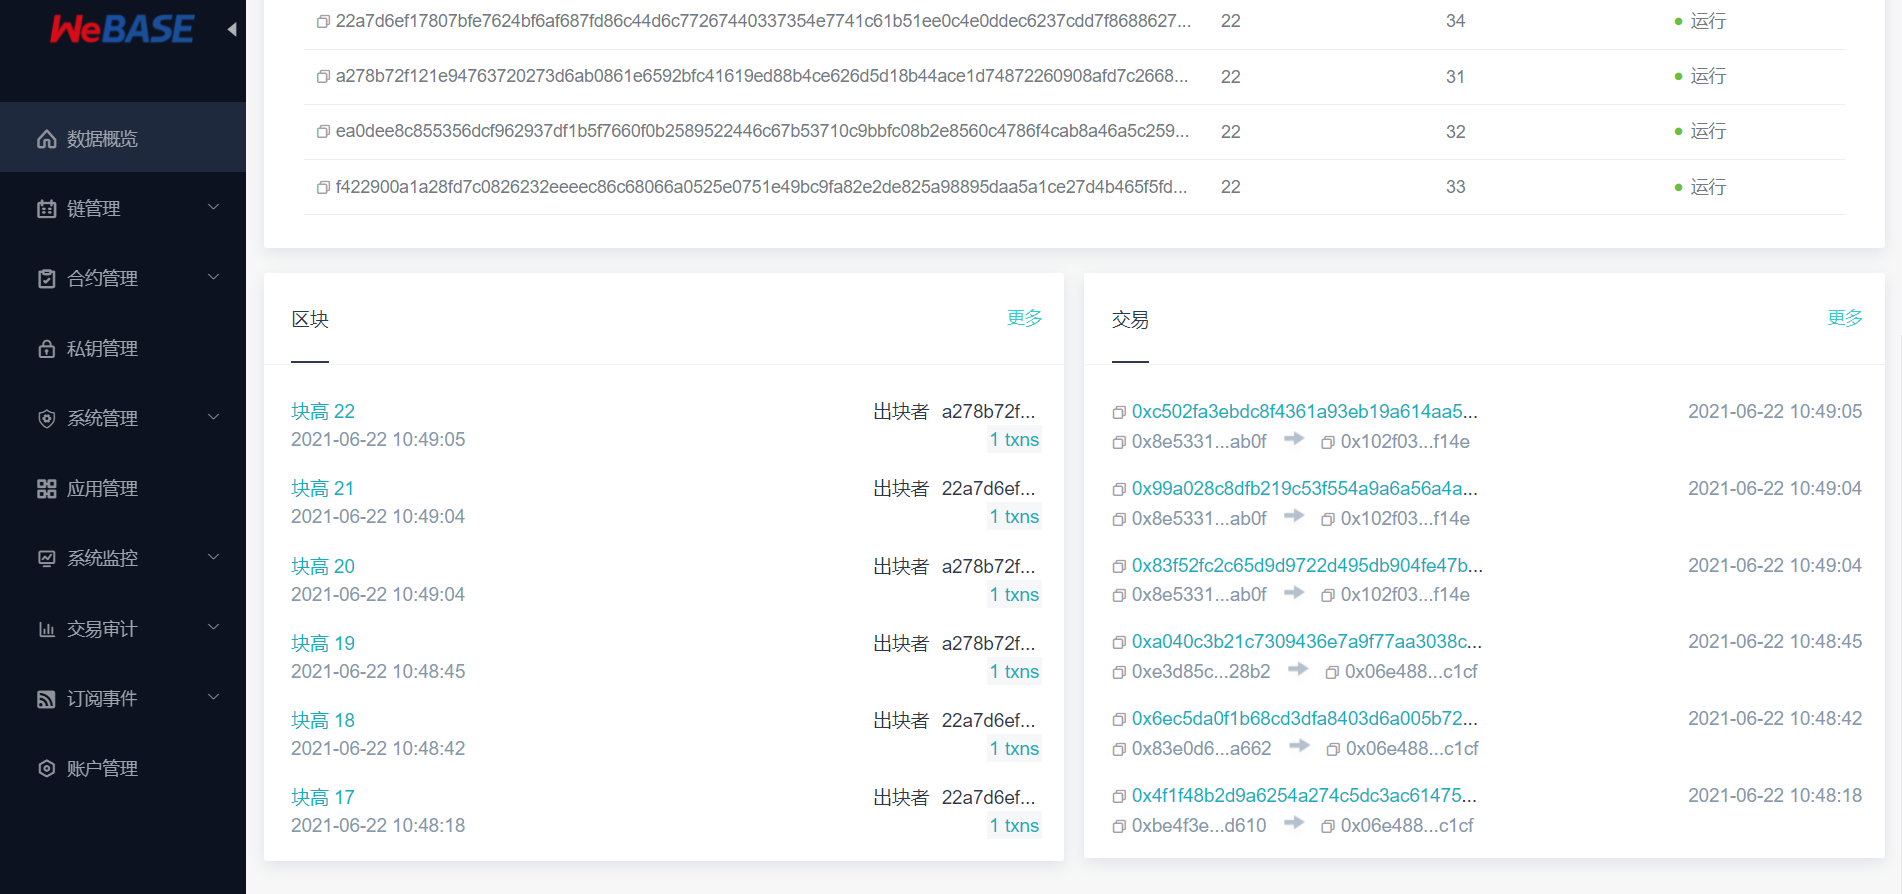 WeBASE
数据概览
链管理
合约管理
私钥管理
系统管理
应用管理
系统监控
交易审计
订阅事件
账户管理
22a7d6ef17807bfe7624bf6af687fd86c44d6c77267440337354e7741c61b51ee0c4e0ddec6237cdd7f8688627... 22 34 运行
a278b72f121e94763720273d6ab0861e6592bfc41619ed88b4ce626d5d18b44ace1d74872260908afd7c2668... 22 31 运行
ea0dee8c855356dcf962937df1b5f7660f0b2589522446c67b53710c9bbfc08b2e8560c4786f4cab8a46a5c259... 22 32 运行
f422900a1a28fd7c0826232eeeec86c68066a0525e0751e49bc9fa82e2de825a98895daa5a1ce27d4b465f5fd... 22 33 运行
区块 更多
块高 22 出块者 a278b72f...
2021-06-22 10:49:05 1 txns
块高 21 出块者 22a7d6ef...
2021-06-22 10:49:04 1 txns
块高 20 出块者 a278b72f...
2021-06-22 10:49:04 1 txns
块高 19 出块者 a278b72f...
2021-06-22 10:48:45 1 txns
块高 18 出块者 22a7d6ef...
2021-06-22 10:48:42 1 txns
块高 17 出块者 22a7d6ef...
2021-06-22 10:48:18 1 txns
交易 更多
0xc502fa3ebdc8f4361a93eb19a614aa5... 2021-06-22 10:49:05
0x8e5331...ab0f 0x102f03...f14e
0x99a028c8dfb219c53f554a9a6a56a4a... 2021-06-22 10:49:04
0x8e5331...ab0f 0x102f03...f14e
0x83f52fc2c65d9d9722d495db904fe47b... 2021-06-22 10:49:04
0x8e5331...ab0f 0x102f03...f14e
0xa040c3b21c7309436e7a9f77aa3038c... 2021-06-22 10:48:45
0xe3d85c...28b2 0x06e488...c1cf
0x6ec5da0f1b68cd3dfa8403d6a005b72... 2021-06-22 10:48:42
0x83e0d6...a662 0x06e488...c1cf
0x4f1f48b2d9a6254a274c5dc3ac61475... 2021-06-22 10:48:18
0xbe4f3e...d610 0x06e488...c1cf